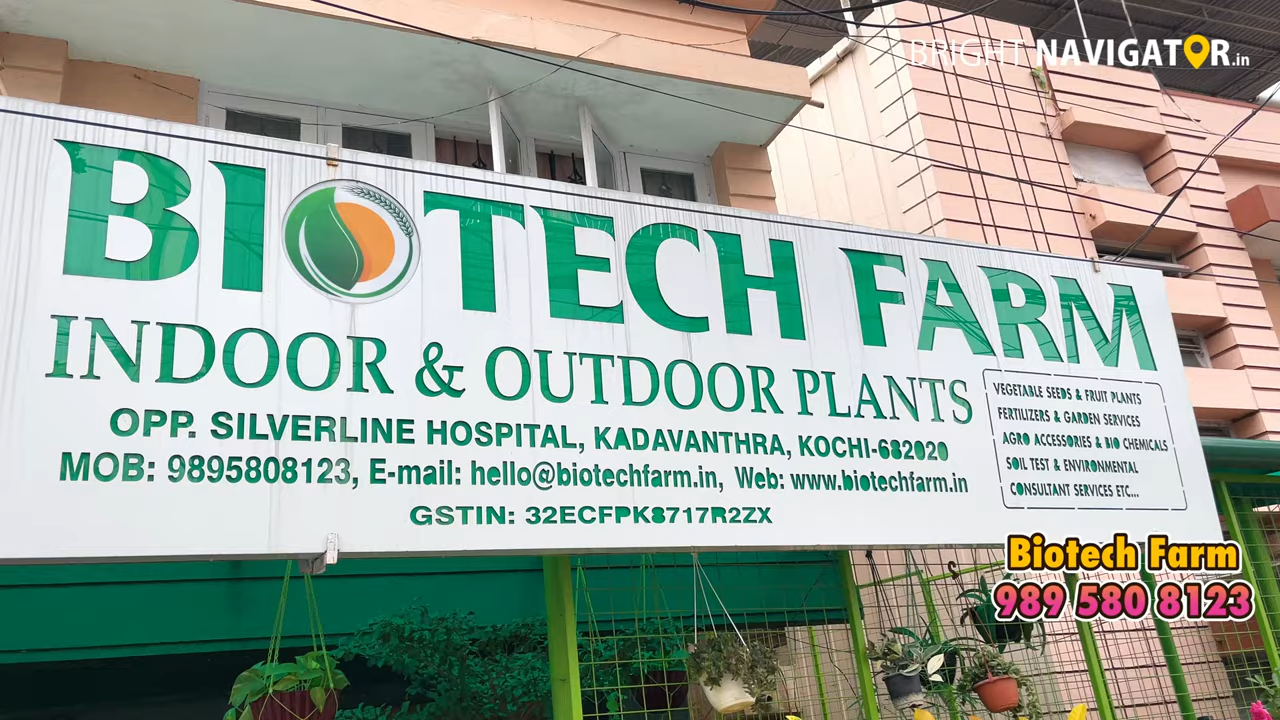 BRIGHT NAVIGATOR.in
BIOTECH FARM
INDOOR & OUTDOOR PLANTS
OPP. SILVERLINE HOSPITAL, KADAVANTHRA, KOCHI-682020
MOB: 9895808123, E-mail: hello@biotechfarm.in, Web: www.biotechfarm.in
GSTIN: 32ECFPK8717R2ZX
VEGETABLE SEEDS & FRUIT PLANTS
FERTILIZERS & GARDEN SERVICES
AGRO ACCESSORIES & BIO CHEMICALS
SOIL TEST & ENVIRONMENTAL
CONSULTANT SERVICES ETC...
Biotech Farm
989 580 8123